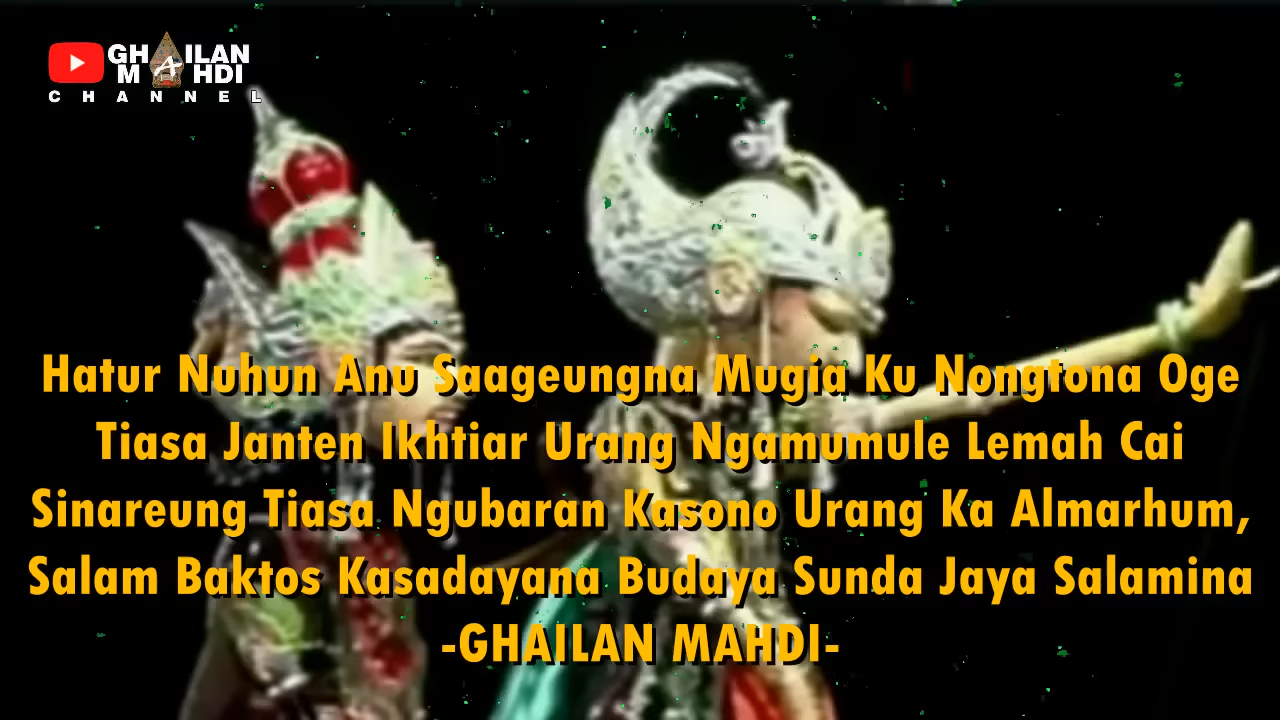 GHAILAN
MAHDI
CHANNEL
Hatur Nuhun Anu Saageungna Mugia Ku Nongtona Oge
Tiasa Janten Ikhtiar Urang Ngamumule Lemah Cai
Sinareung Tiasa Ngubaran Kasono Urang Ka Almarhum,
Salam Baktos Kasadayana Budaya Sunda Jaya Salamina
-GHAILAN MAHDI-